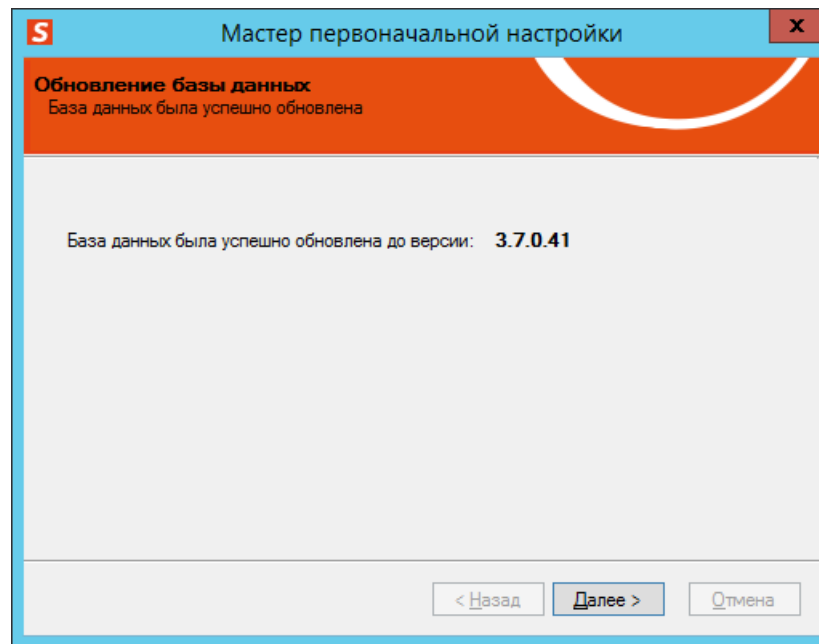 S
Мастер первоначальной настройки
x
Обновление базы данных
База данных была успешно обновлена
База данных была успешно обновлена до версии: 3.7.0.41
< Назад
Далее >
Отмена